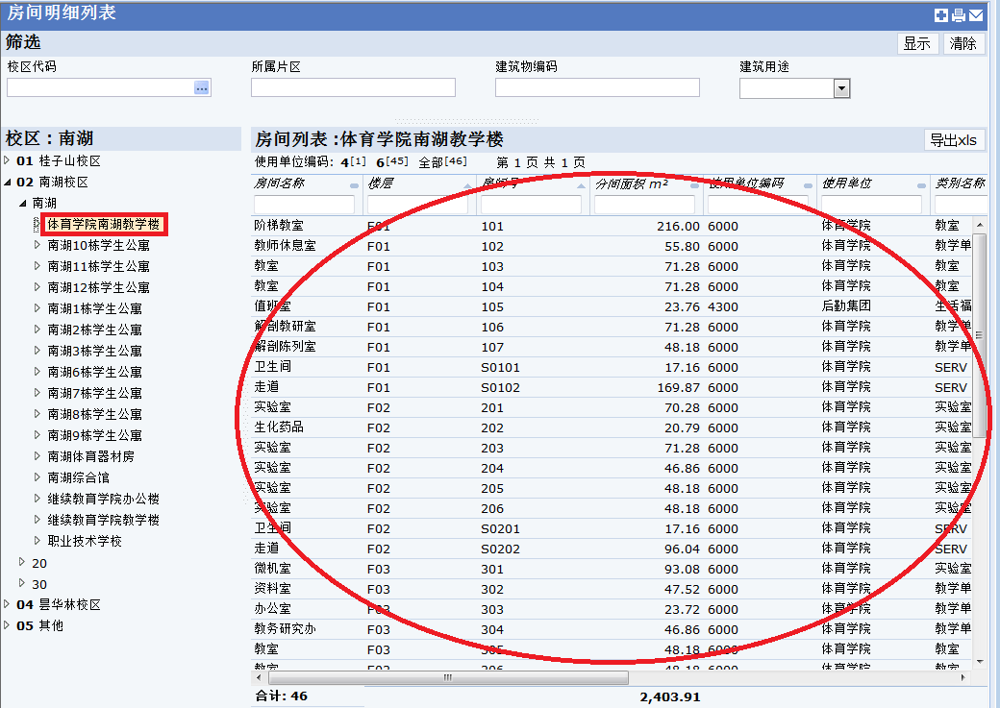 房间明细列表
筛选
显示 清除
校区代码 所属片区 建筑物编码 建筑用途
校区：南湖
01 桂子山校区
02 南湖校区
南湖
体育学院南湖教学楼
南湖10栋学生公寓
南湖11栋学生公寓
南湖12栋学生公寓
南湖1栋学生公寓
南湖2栋学生公寓
南湖3栋学生公寓
南湖6栋学生公寓
南湖7栋学生公寓
南湖8栋学生公寓
南湖9栋学生公寓
南湖体育器材房
南湖综合馆
继续教育学院办公楼
继续教育学院教学楼
职业技术学校
20
30
04 昙华林校区
05 其他
房间列表 :体育学院南湖教学楼
导出xls
使用单位编码: 4[1] 6[45] 全部[46] 第 1 页 共 1 页
房间名称 楼层 房间号 分间面积 m² 使用单位编码 使用单位 类别名称
阶梯教室 F01 101 216.00 6000 体育学院 教室
教师休息室 F01 102 55.80 6000 体育学院 教学单
教室 F01 103 71.28 6000 体育学院 教室
教室 F01 104 71.28 6000 体育学院 教室
值班室 F01 105 23.76 4300 后勤集团 生活福
解剖教研室 F01 106 71.28 6000 体育学院 教学单
解剖陈列室 F01 107 48.18 6000 体育学院 教学单
卫生间 F01 S0101 17.16 6000 体育学院 SERV
走道 F01 S0102 169.87 6000 体育学院 SERV
实验室 F02 201 70.28 6000 体育学院 实验室
生化药品 F02 202 20.79 6000 体育学院 实验室
实验室 F02 203 71.28 6000 体育学院 实验室
实验室 F02 204 46.86 6000 体育学院 实验室
实验室 F02 205 48.18 6000 体育学院 实验室
实验室 F02 206 48.18 6000 体育学院 实验室
卫生间 F02 S0201 17.16 6000 体育学院 SERV
走道 F02 S0202 96.04 6000 体育学院 SERV
微机室 F03 301 93.08 6000 体育学院 实验室
资料室 F03 302 47.52 6000 体育学院 教学单
办公室 F03 303 23.72 6000 体育学院 教学单
教务研究办 F03 304 46.86 6000 体育学院 教学单
教室 F03 305 48.18 6000 体育学院 教室
教室 F03 306 48.18 6000 体育学院 教室
合计: 46 2,403.91